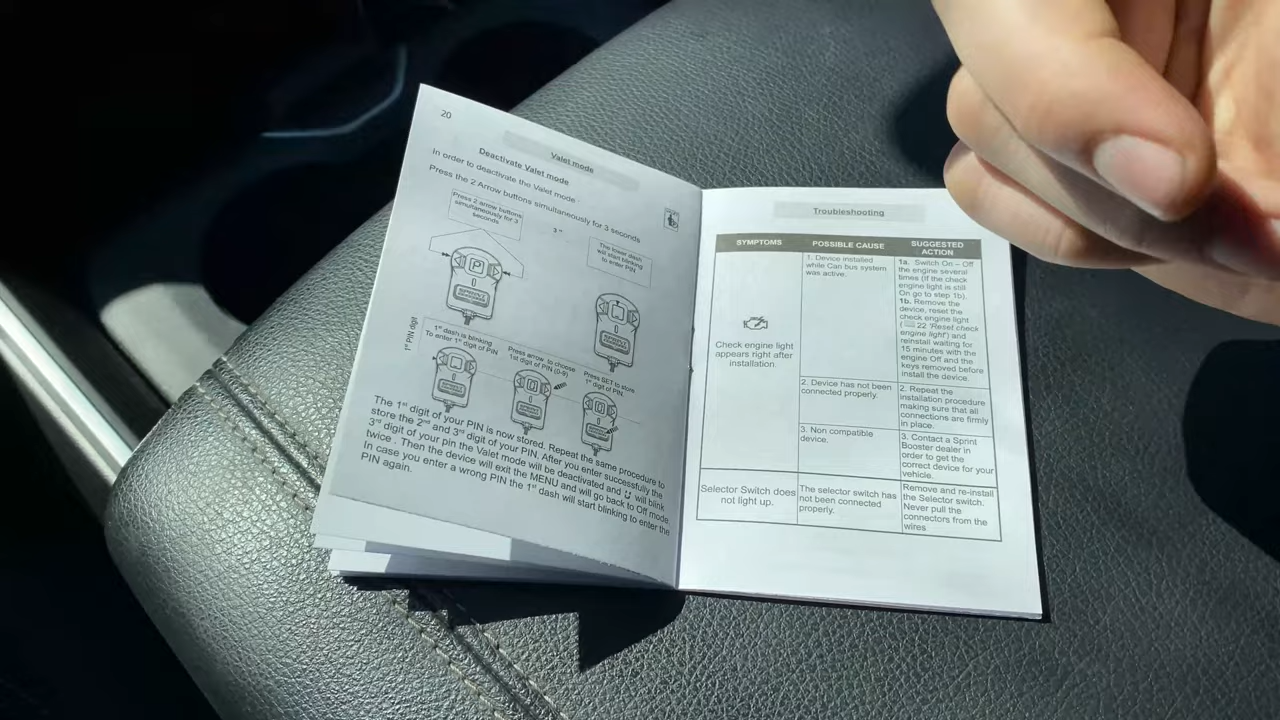 20
Valet mode
Deactivate Valet mode
In order to deactivate the Valet mode
Press the 2 Arrow buttons simultaneously for 3 seconds
Press 2 arrow buttons
simultaneously for 3
seconds
3"
The lower dash
will start blinking
to enter PIN
P
SPRINT
1st PIN digit
1st dash is blinking
To enter 1st digit of PIN
Press arrow to choose
1st digit of PIN (0-9)
Press SET to store
1st digit of PIN
The 1st digit of your PIN is now stored. Repeat the same procedure to
store the 2nd and 3rd digit of your PIN. After you enter successfully the
3rd digit of your pin the Valet mode will be deactivated and will blink
twice . Then the device will exit the MENU and will go back to Off mode.
In case you enter a wrong PIN the 1st dash will start blinking to enter the
PIN again.
Troubleshooting
SYMPTOMS
POSSIBLE CAUSE
SUGGESTED
ACTION
Check engine light
appears right after
installation.
1. Device installed
while Can bus system
was active.
1a. Switch On – Off
the engine several
times (If the check
engine light is still
On go to step 1b).
1b. Remove the
device, reset the
check engine light
( 22 'Reset check
engine light') and
reinstall waiting for
15 minutes with the
engine Off and the
keys removed before
install the device.
2. Device has not been
connected properly.
2. Repeat the
installation procedure
making sure that all
connections are firmly
in place.
3. Non compatible
device.
3. Contact a Sprint
Booster dealer in
order to get the
correct device for your
vehicle.
Selector Switch does
not light up.
The selector switch has
not been connected
properly.
Remove and re-install
the Selector switch.
Never pull the
connectors from the
wires